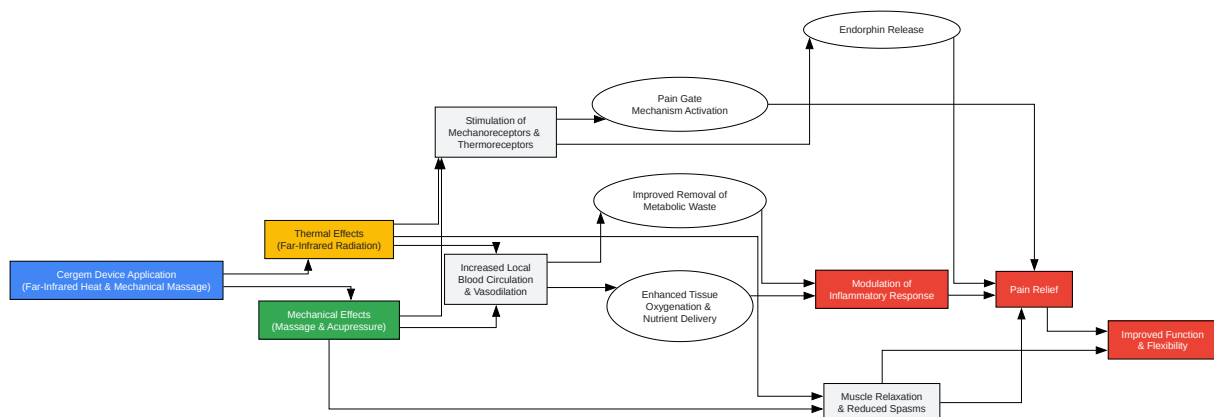 Endorphin Release
Pain Gate
Mechanism Activation
Stimulation of
Mechanoreceptors &
Thermoreceptors
Improved Removal of
Metabolic Waste
Thermal Effects
(Far-Infrared Radiation)
Cergem Device Application
(Far-Infrared Heat & Mechanical Massage)
Increased Local
Blood Circulation
& Vasodilation
Mechanical Effects
(Massage & Acupressure)
Enhanced Tissue
Oxygenation &
Nutrient Delivery
Modulation of
Inflammatory Response
Pain Relief
Improved Function
& Flexibility
Muscle Relaxation
& Reduced Spasms